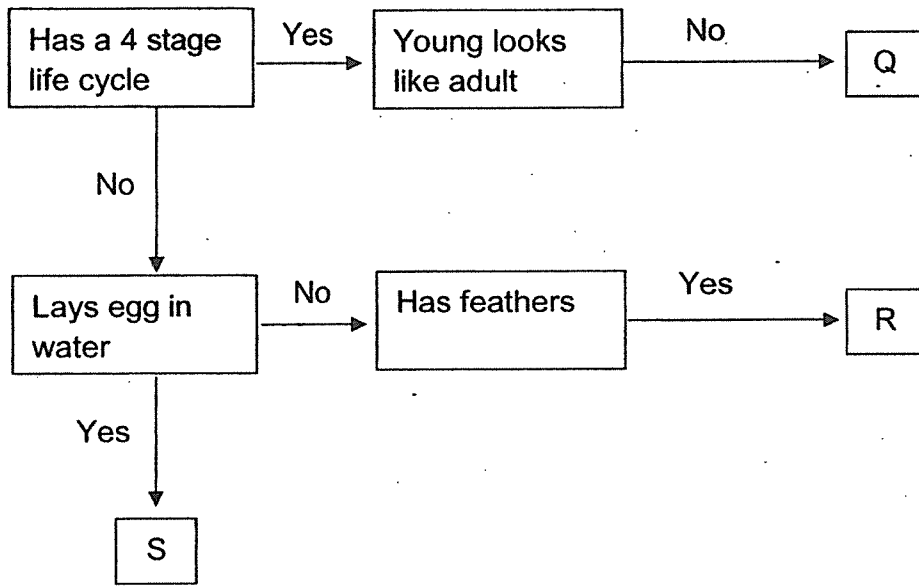 Has a 4 stage
life cycle
Yes
Young looks
like adult
No
Q
No
Lays egg in
water
No
Has feathers
Yes
R
Yes
S